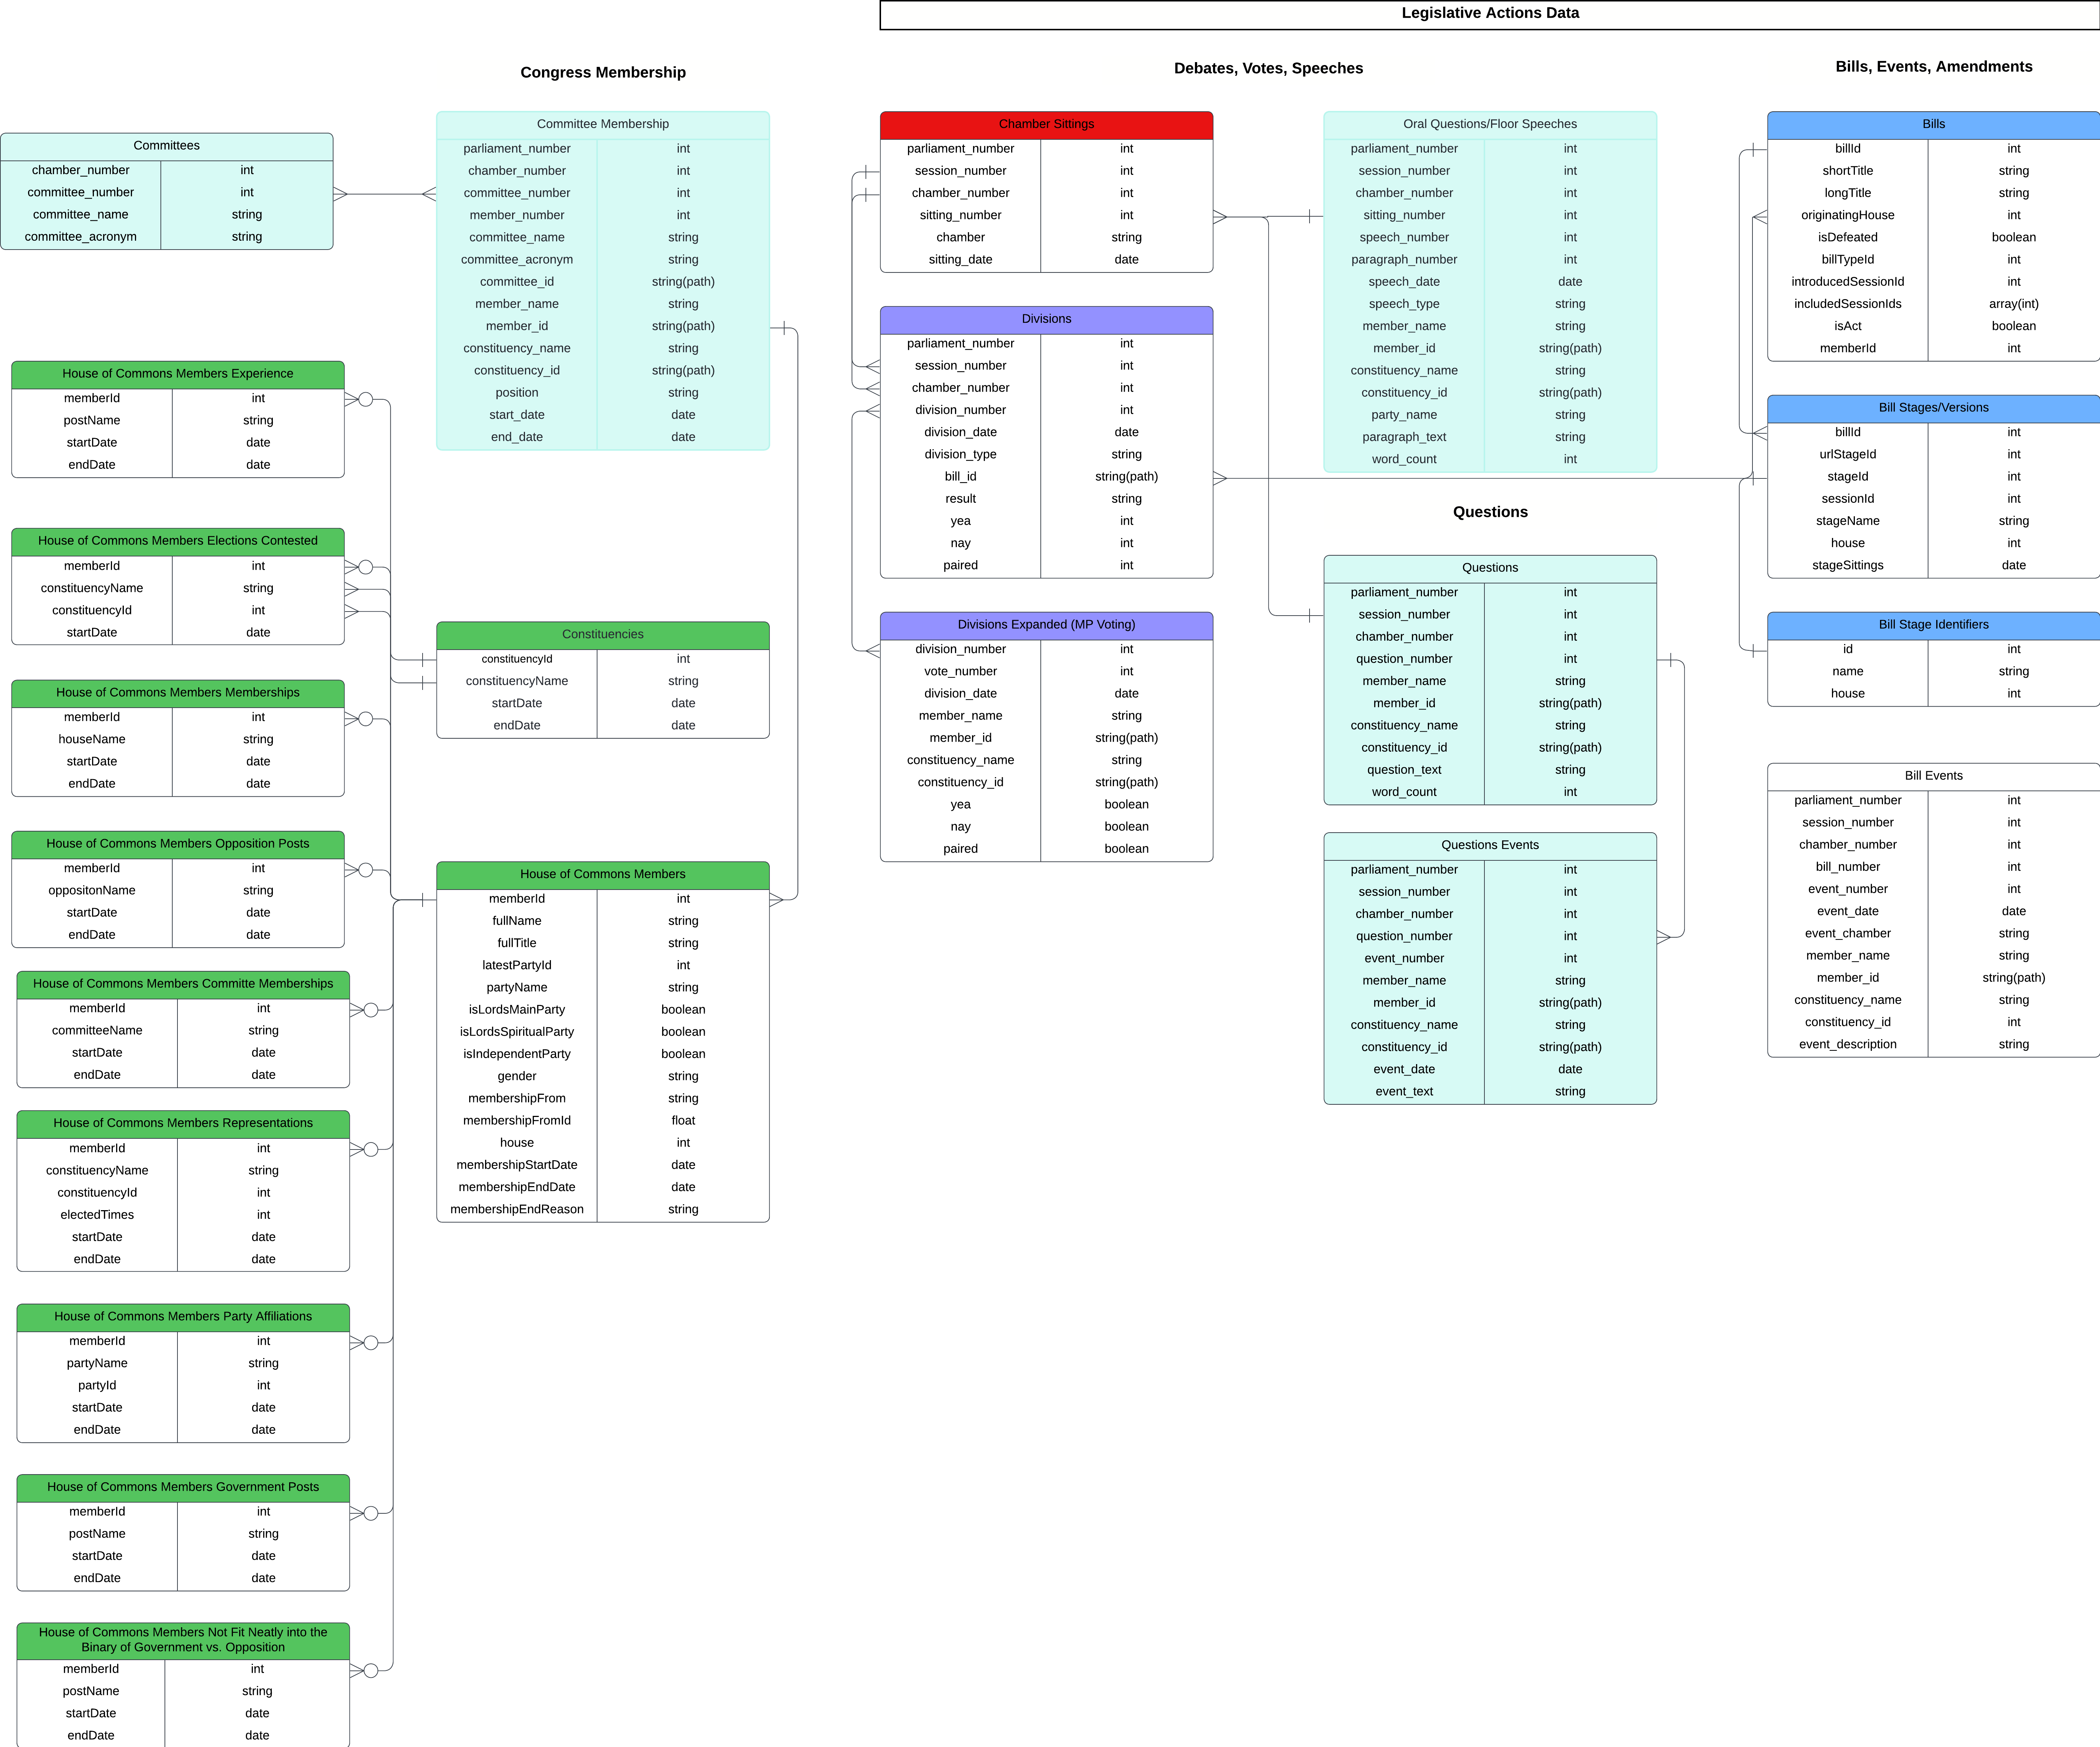 Legislative Actions Data
Congress Membership
Debates, Votes, Speeches
Bills, Events, Amendments
Committees
chamber_number int
committee_number int
committee_name string
committee_acronym string
House of Commons Members Experience
memberId int
postName string
startDate date
endDate date
House of Commons Members Elections Contested
memberId int
constituencyName string
constituencyId int
startDate date
House of Commons Members Memberships
memberId int
houseName string
startDate date
endDate date
House of Commons Members Opposition Posts
memberId int
oppositonName string
startDate date
endDate date
House of Commons Members Committe Memberships
memberId int
committeeName string
startDate date
endDate date
House of Commons Members Representations
memberId int
constituencyName string
constituencyId int
electedTimes int
startDate date
endDate date
House of Commons Members Party Affiliations
memberId int
partyName string
partyId int
startDate date
endDate date
House of Commons Members Government Posts
memberId int
postName string
startDate date
endDate date
House of Commons Members Not Fit Neatly into the
Binary of Government vs. Opposition
memberId int
postName string
startDate date
endDate date
Committee Membership
parliament_number int
chamber_number int
committee_number int
member_number int
committee_name string
committee_acronym string
committee_id string(path)
member_name string
member_id string(path)
constituency_name string
constituency_id string(path)
position string
start_date date
end_date date
Constituencies
constituencyId int
constituencyName string
startDate date
endDate date
House of Commons Members
memberId int
fullName string
fullTitle string
latestPartyId int
partyName string
isLordsMainParty boolean
isLordsSpiritualParty boolean
isIndependentParty boolean
gender string
membershipFrom string
membershipFromId float
house int
membershipStartDate date
membershipEndDate date
membershipEndReason string
Chamber Sittings
parliament_number int
session_number int
chamber_number int
sitting_number int
chamber string
sitting_date date
Divisions
parliament_number int
session_number int
chamber_number int
division_number int
division_date date
division_type string
bill_id string(path)
result string
yea int
nay int
paired int
Divisions Expanded (MP Voting)
division_number int
vote_number int
division_date date
member_name string
member_id string(path)
constituency_name string
constituency_id string(path)
yea boolean
nay boolean
paired boolean
Oral Questions/Floor Speeches
parliament_number int
session_number int
chamber_number int
sitting_number int
speech_number int
paragraph_number int
speech_date date
speech_type string
member_name string
member_id string(path)
constituency_name string
constituency_id string(path)
party_name string
paragraph_text string
word_count int
Questions
Questions
parliament_number int
session_number int
chamber_number int
question_number int
member_name string
member_id string(path)
constituency_name string
constituency_id string(path)
question_text string
word_count int
Questions Events
parliament_number int
session_number int
chamber_number int
question_number int
event_number int
member_name string
member_id string(path)
constituency_name string
constituency_id string(path)
event_date date
event_text string
Bills
billId int
shortTitle string
longTitle string
originatingHouse int
isDefeated boolean
billTypeId int
introducedSessionId int
includedSessionIds array(int)
isAct boolean
memberId int
Bill Stages/Versions
billId int
urlStageId int
stageId int
sessionId int
stageName string
house int
stageSittings date
Bill Stage Identifiers
id int
name string
house int
Bill Events
parliament_number int
session_number int
chamber_number int
bill_number int
event_number int
event_date date
event_chamber string
member_name string
member_id string(path)
constituency_name string
constituency_id int
event_description string